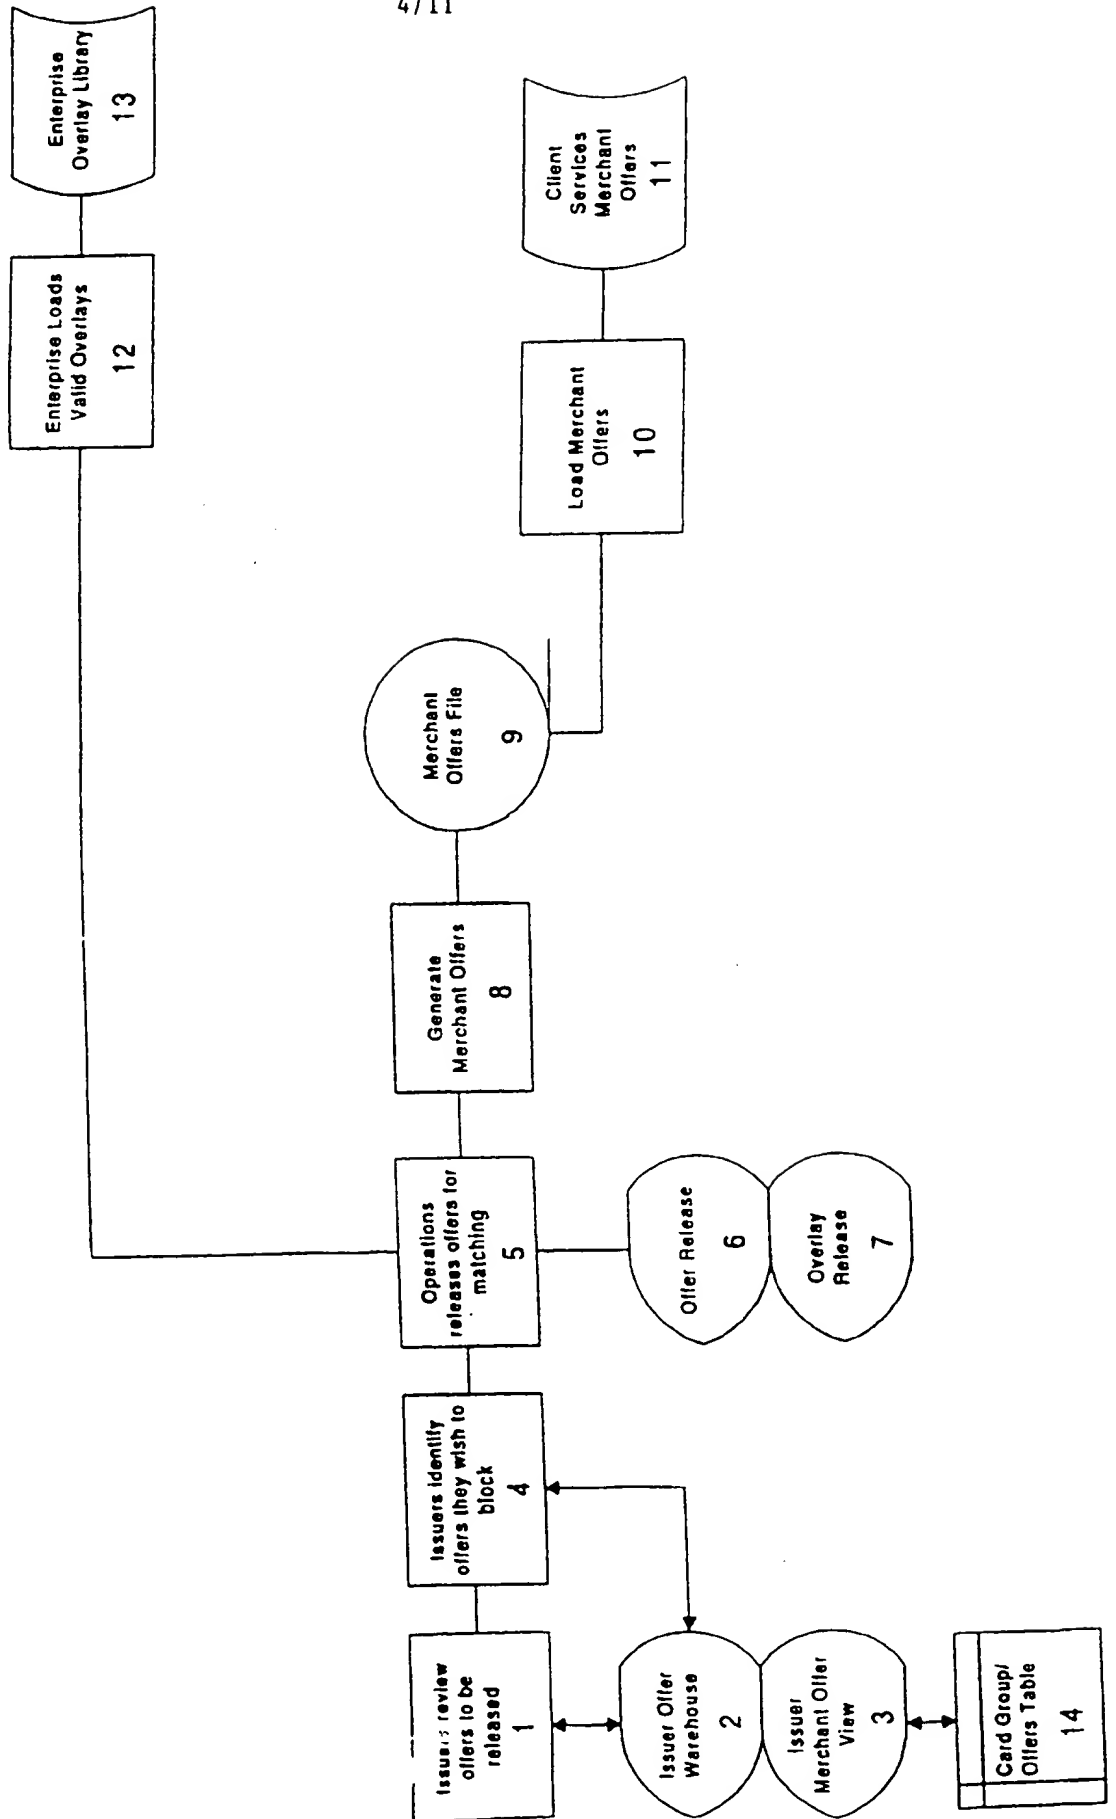 4/11
Issuers review
offers to be
released
1
Issuer Offer
Warehouse
2
Issuer
Merchant Offer
View
3
Card Group/
Offers Table
14
Issuers identify
offers they wish to
block
4
Operations
releases offers for
matching
5
Offer Release
6
Overlay
Release
7
Generate
Merchant Offers
8
Merchant
Offers File
9
Load Merchant
Offers
10
Client
Services
Merchant
Offers
11
Enterprise Loads
Valid Overlays
12
Enterprise
Overlay Library
13